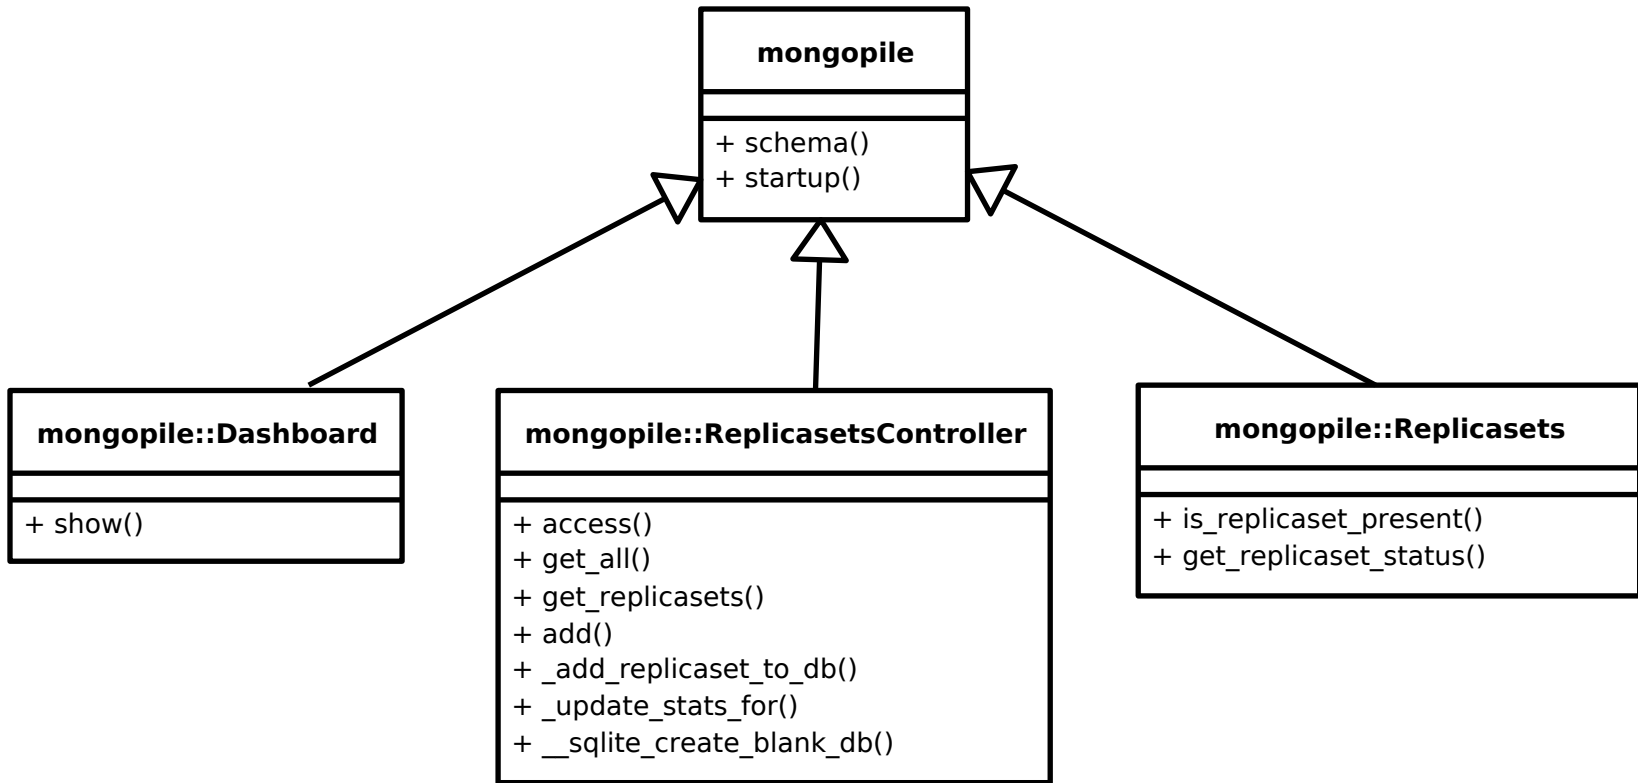 mongopile
+ schema()
+ startup()
mongopile::Dashboard
+ show()
mongopile::ReplicasetsController
+ access()
+ get_all()
+ get_replicasets()
+ add()
+ _add_replicaset_to_db()
+ _update_stats_for()
+ __sqlite_create_blank_db()
mongopile::Replicasets
+ is_replicaset_present()
+ get_replicaset_status()